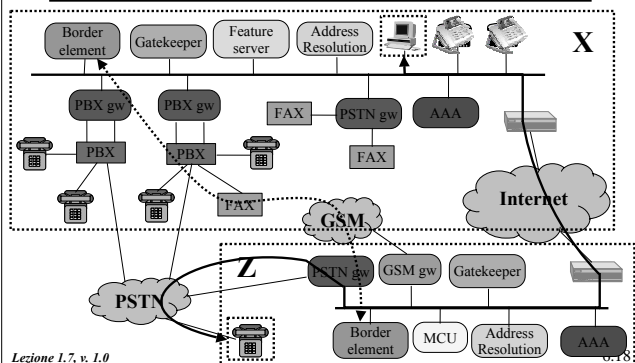 Border
element
Gatekeeper
Feature
server
Address
Resolution
X
PBX gw
PBX gw
FAX
PSTN gw
AAA
PBX
PBX
FAX
FAX
Internet
GSM
Z
PSTN gw
GSM gw
Gatekeeper
PSTN
Border
element
MCU
Address
Resolution
AAA
Lezione 1.7, v. 1.0